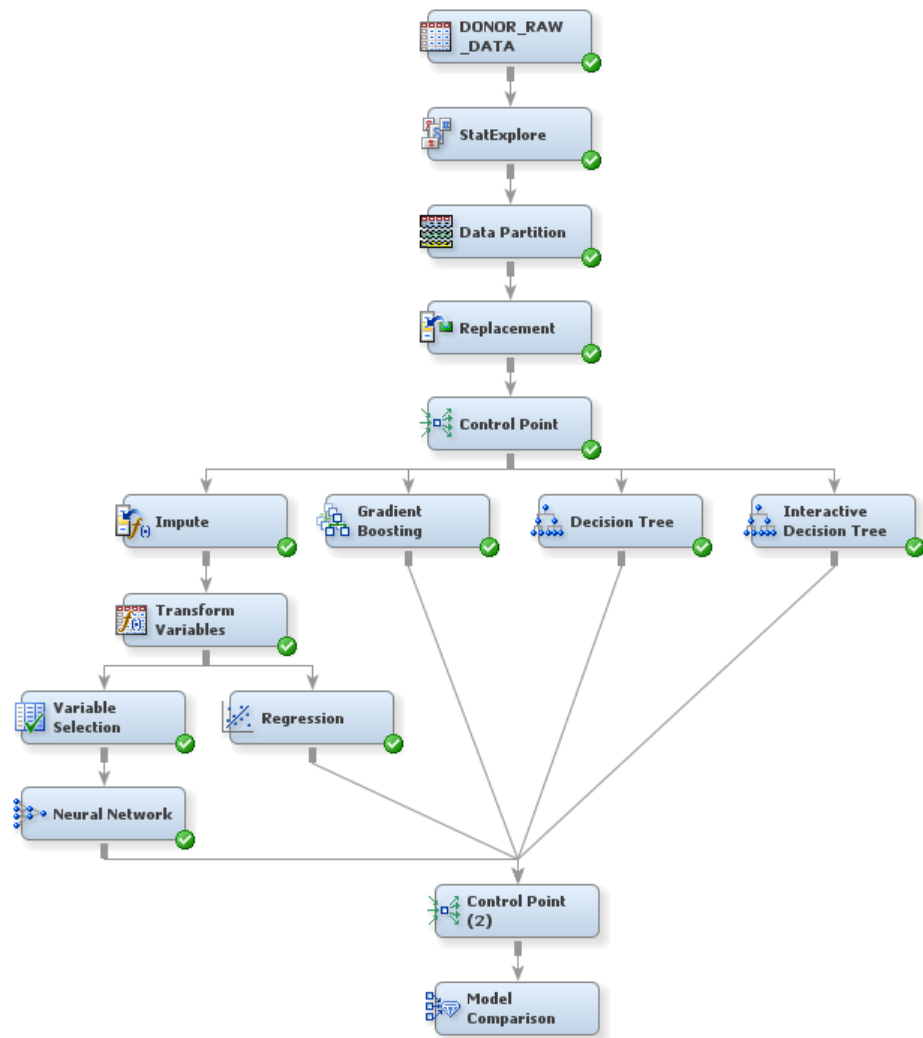 DONOR_RAW
_DATA
StatExplore
Data Partition
Replacement
Control Point
Impute
Gradient
Boosting
Decision Tree
Interactive
Decision Tree
Transform
Variables
Variable
Selection
Regression
Neural Network
Control Point
(2)
Model
Comparison